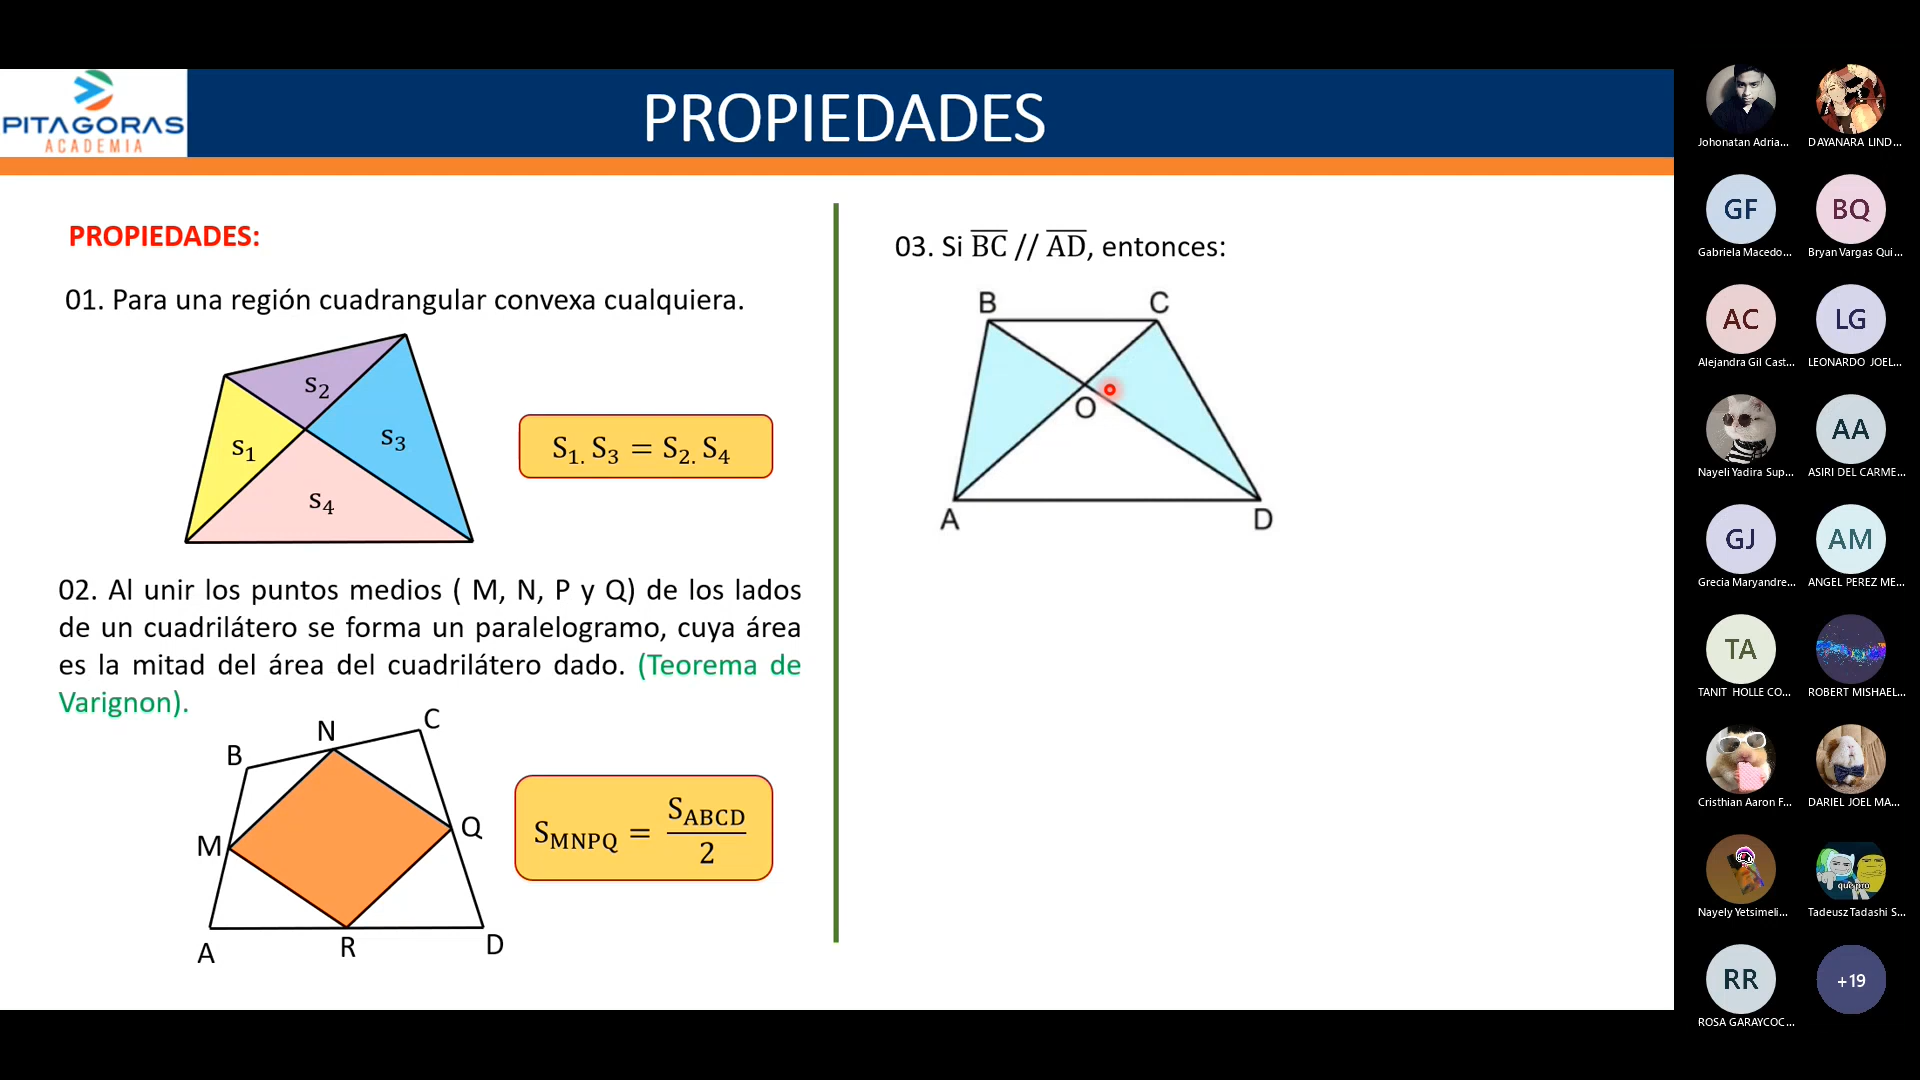 PITAGORAS
ACADEMIA
PROPIEDADES
PROPIEDADES:
01. Para una región cuadrangular convexa cualquiera.
S2
S1
S3
S4
S1. S3 = S2. S4
02. Al unir los puntos medios ( M, N, P y Q) de los lados
de un cuadrilátero se forma un paralelogramo, cuya área
es la mitad del área del cuadrilátero dado. (Teorema de
Varignon).
B
N
C
M
Q
A
R
D
SMNPQ = SABCD
2
03. Si BC // AD, entonces:
B
C
O
A
D
Johonatan Adria...
DAYANARA LIND...
GF
Gabriela Macedo...
BQ
Bryan Vargas Qui...
AC
Alejandra Gil Cast...
LG
LEONARDO JOEL...
Nayeli Yadira Sup...
AA
ASIRI DEL CARME...
GJ
Grecia Maryandre...
AM
ANGEL PEREZ ME...
TA
TANIT HOLLE CO...
ROBERT MISHAEL...
Cristhian Aaron F...
DARIEL JOEL MA...
Nayely Yetsimeli...
que pro
Tadeusz Tadashi S...
RR
ROSA GARAYCOC...
+19